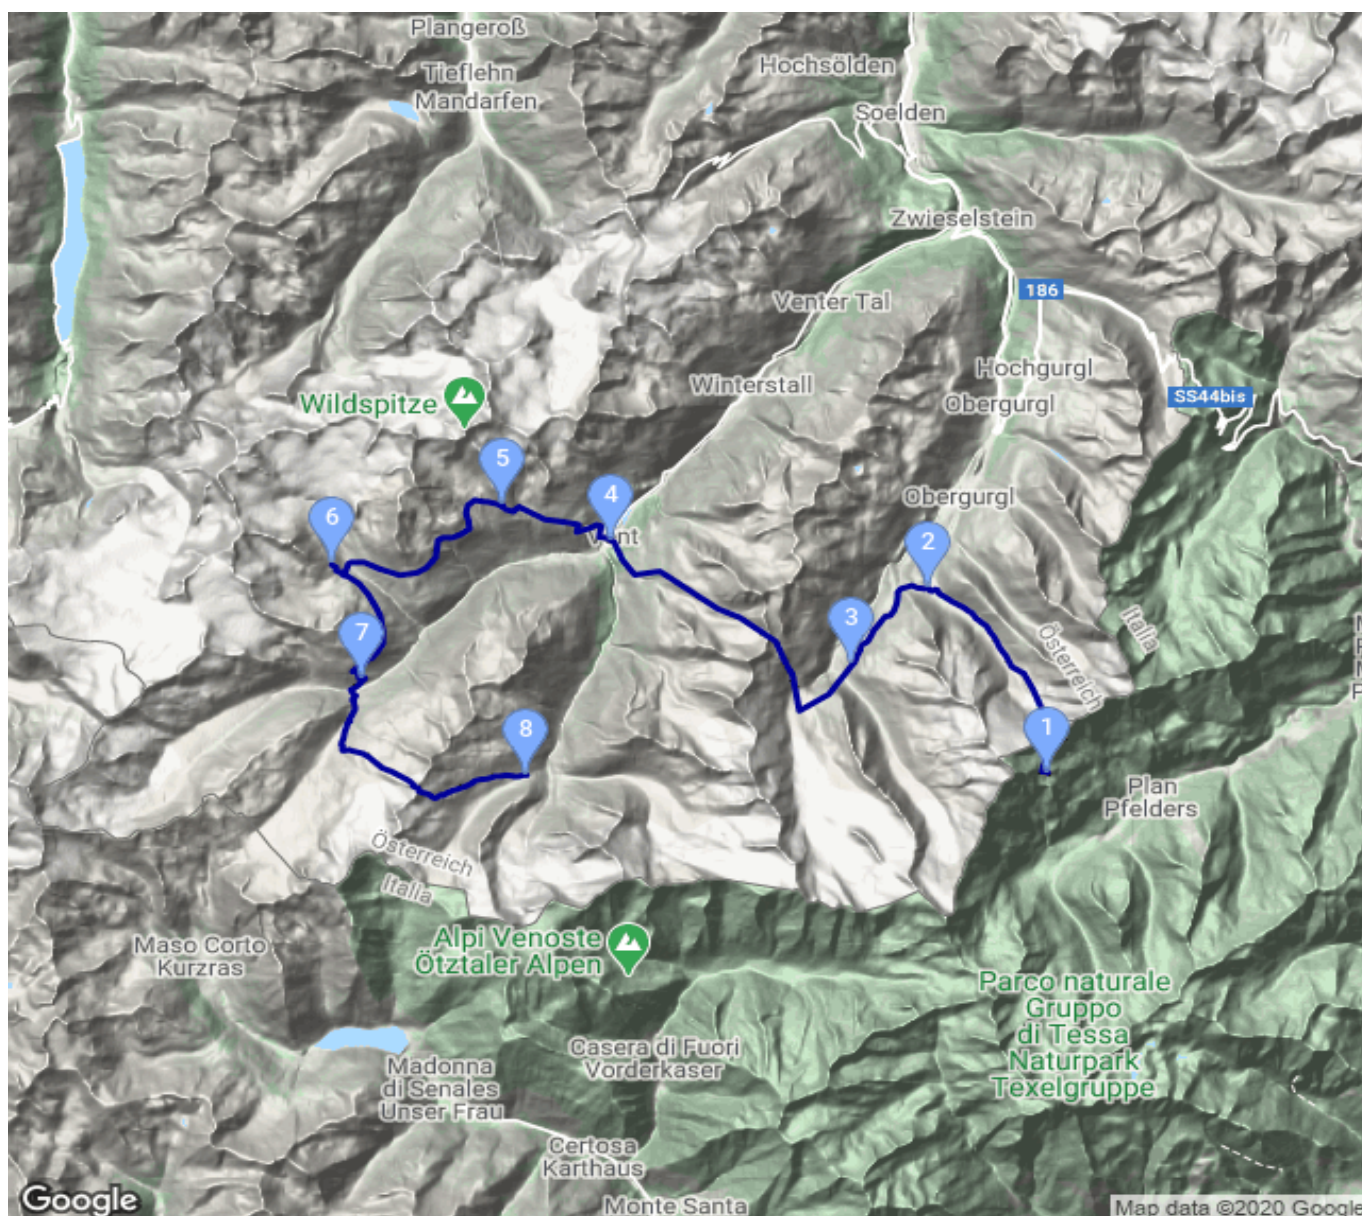 Plangeroß
Tieflehn
Mandarfen
Hochsölden
Soelden
Zwieselstein
186
Venter Tal
Winterstall
Hochgurgl
Obergurgl
SS44bis
Wildspitze
5
4
6
Obergurgl
2
3
7
8
1
Österreich
Italia
Plan
Pfelders
Österreich
Italia
Maso Corto
Kurzras
Alpi Venoste
Ötztaler Alpen
Parco naturale
Gruppo
di Tessa
Naturpark
Texelgruppe
Madonna
di Senales
Unser Frau
Casera di Fuori
Vorderkaser
Certosa
Karthaus
Monte Santa
Google
Map data ©2020 Google